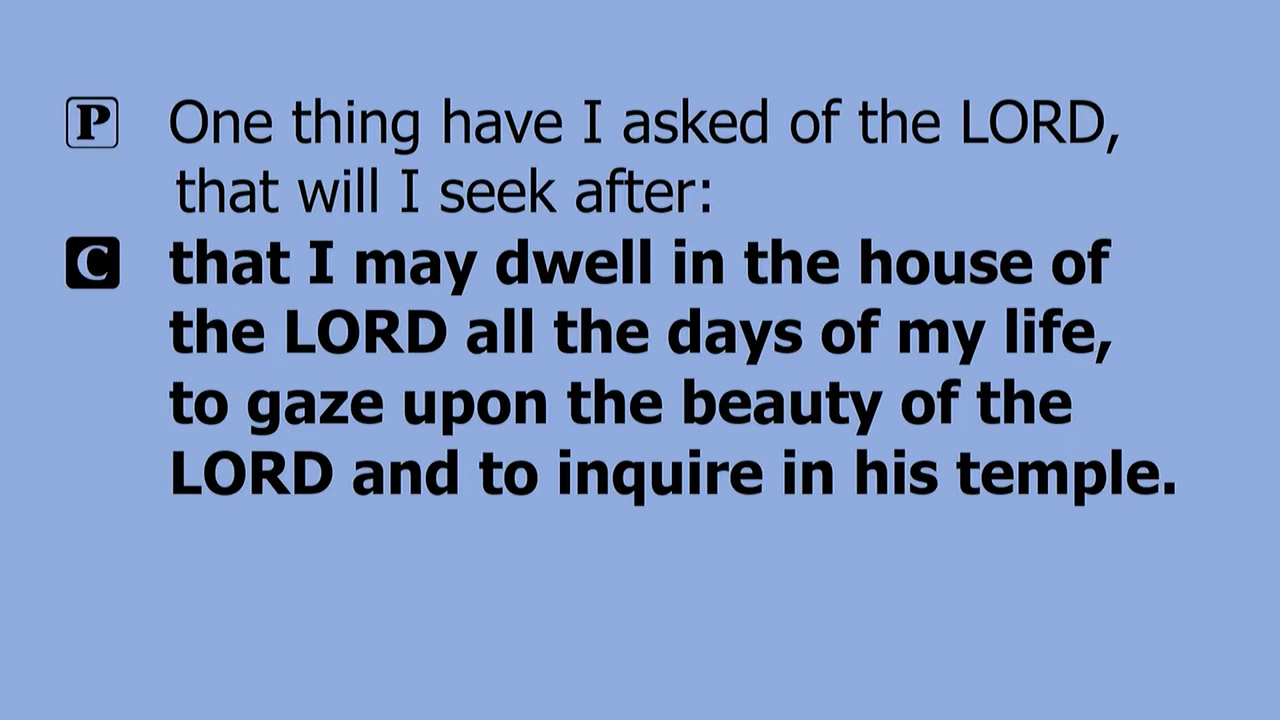 P One thing have I asked of the LORD,
that will I seek after:
C that I may dwell in the house of
the LORD all the days of my life,
to gaze upon the beauty of the
LORD and to inquire in his temple.